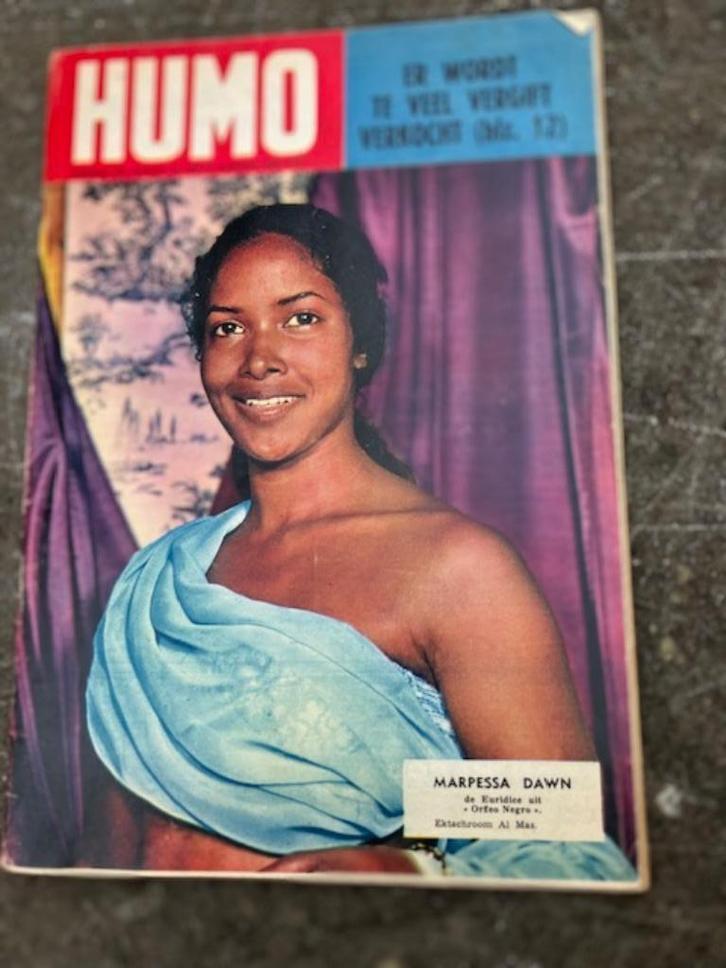 HUMO
ER WORDT
TE VEEL VERGIFT
VERKOCHT (blz. 12)
MARPESSA DAWN
de Euridice uit
« Orfeo Negro ».
Ektachroom Al Mas.